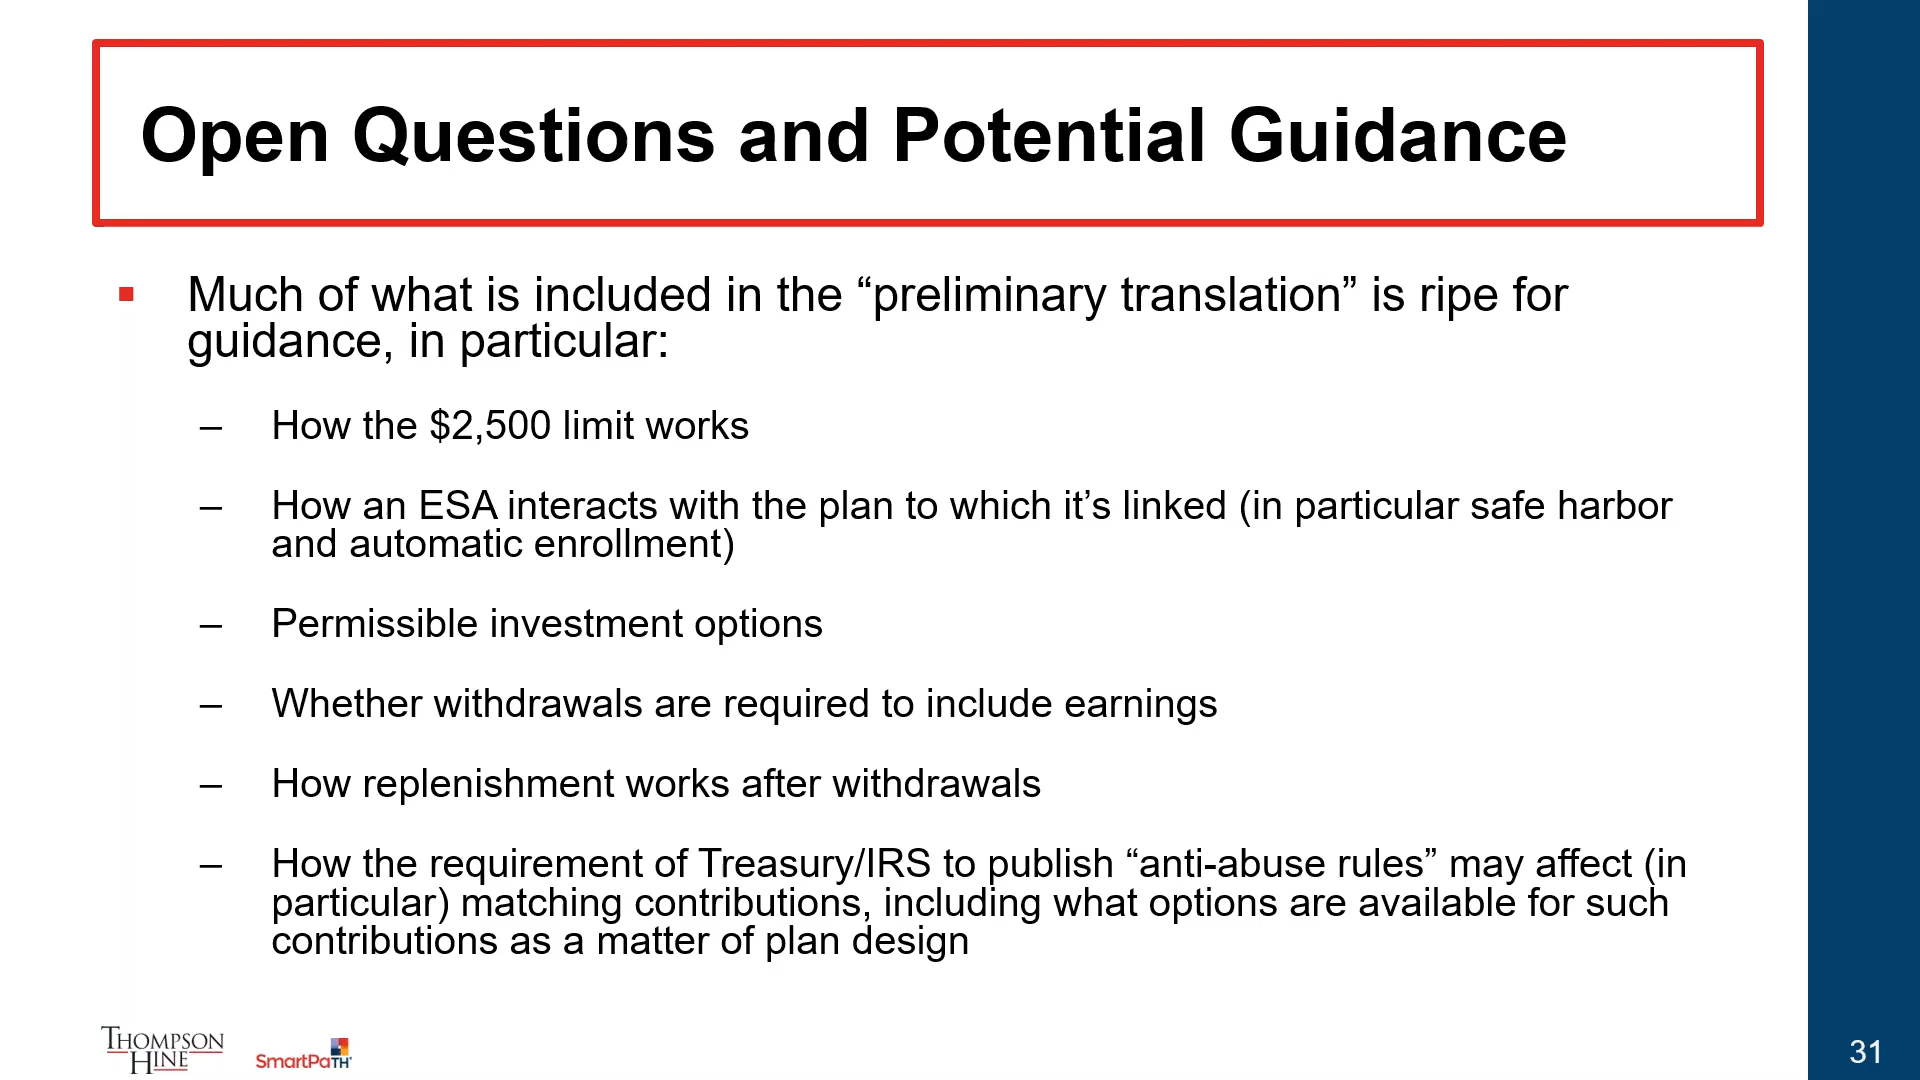 Open Questions and Potential Guidance
▪ Much of what is included in the “preliminary translation” is ripe for
guidance, in particular:
– How the $2,500 limit works
– How an ESA interacts with the plan to which it’s linked (in particular safe harbor
and automatic enrollment)
– Permissible investment options
– Whether withdrawals are required to include earnings
– How replenishment works after withdrawals
– How the requirement of Treasury/IRS to publish “anti-abuse rules” may affect (in
particular) matching contributions, including what options are available for such
contributions as a matter of plan design
THOMPSON
HINE
SmartPaTH
31